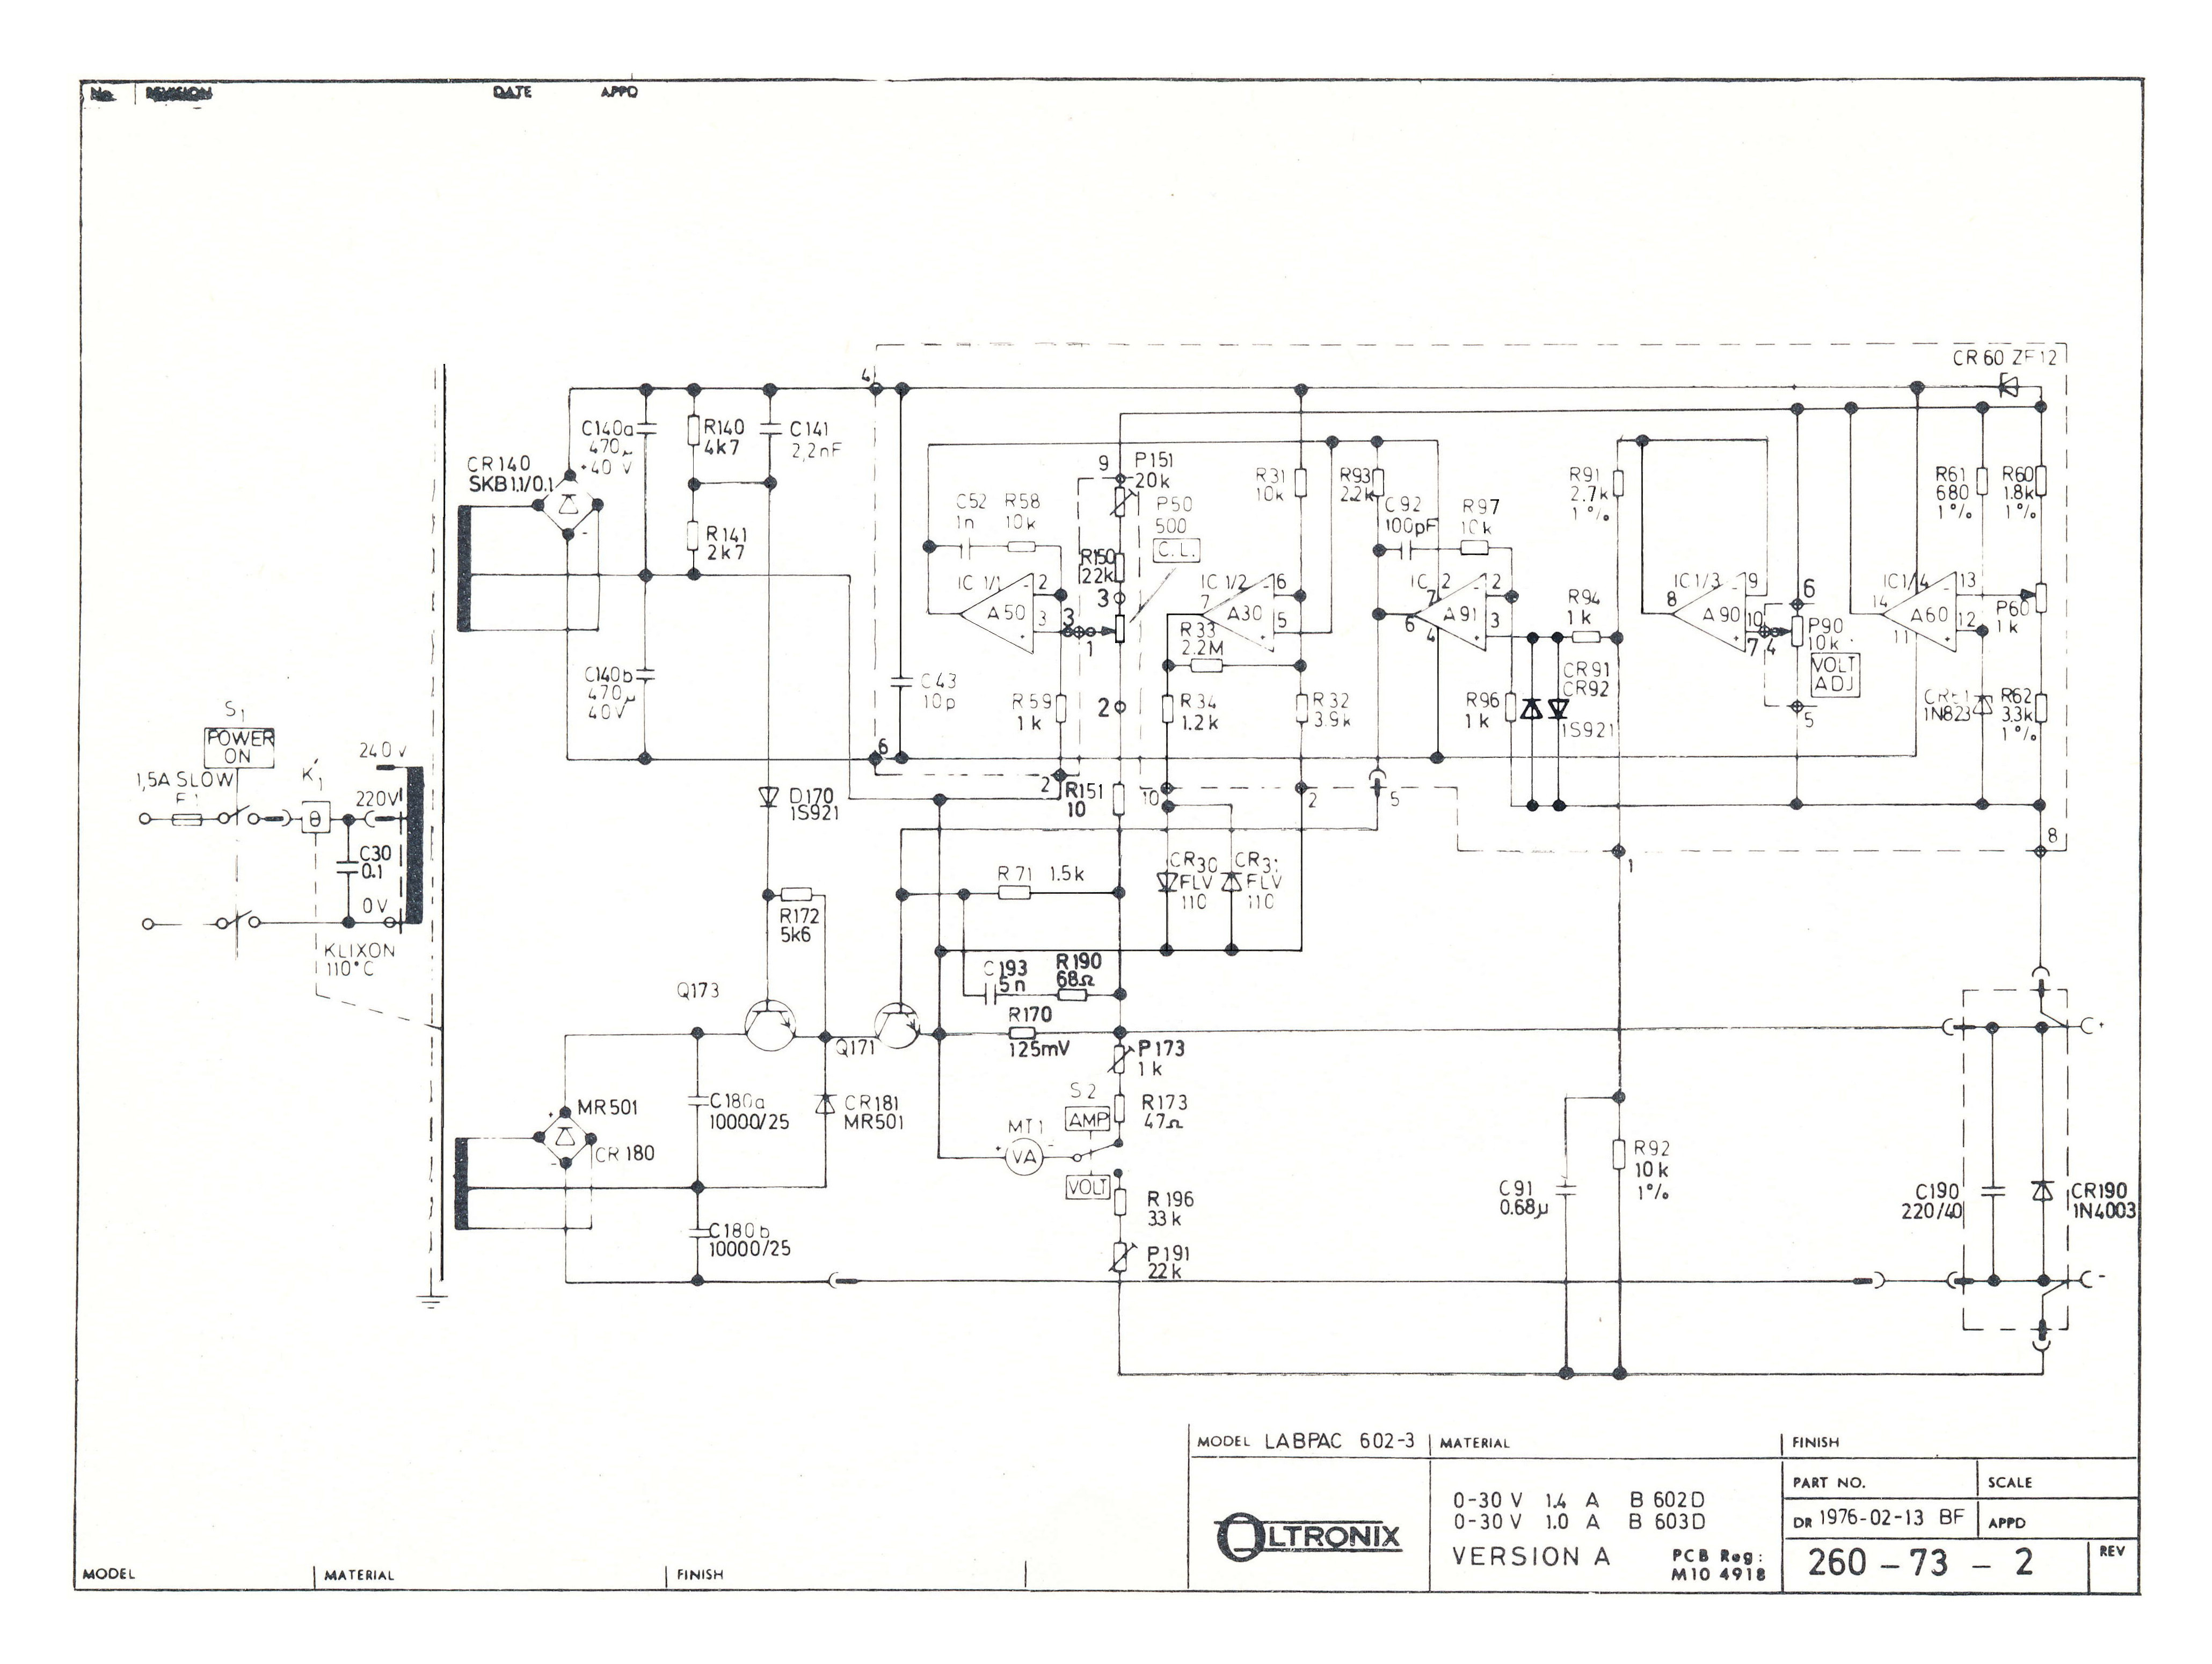 No.
REVISION
DATE
APPD
CR 60 ZF12
4
C140a
470µ
40 V
+
R140
4k7
C141
2,2nF
CR140
SKB1.1/0.1
-
R141
2k7
9
P151
20k
P50
500
C.L.
C52
1n
R58
10k
R150
22k
3
R31
10k
R93
2.2k
C92
100pF
R97
10k
R91
2.7k
1%
R61
680
1%
R60
1.8k
1%
IC 1/1
2
A50
3
3
1
IC 1/2
6
7
A30
5
R33
2.2M
2
7
6
A91
4
3
R94
1k
IC1/3
9
8
A90
10
7
4
6
P90
10k
VOLT
ADJ
5
IC1/4
13
14
A60
12
11
P60
1k
C140b
470µ
40V
C43
10p
R59
1k
2
R34
1.2k
R32
3.9k
R96
1k
CR91
CR92
1S921
1N823
R62
3.3k
1%
6
2
R151
10
10
2
5
8
1
S1
POWER
ON
1,5A SLOW
K1
240 V
220V
θ
C30
0.1
0V
KLIXON
110°C
D170
1S921
R71 1.5k
CR30
FLV
110
FLV
110
R172
5k6
C193
5n
R190
68Ω
Q173
Q171
R170
125mV
P173
1k
+
MR501
+
-
CR180
C180a
10000/25
CR181
MR501
S2
AMP
R173
47Ω
MT1
+
-
VA
VOLT
R196
33k
P191
22k
C180b
10000/25
C91
0.68µ
R92
10k
1%
C190
220/40
CR190
1N4003
-
MODEL LABPAC 602-3
MATERIAL
FINISH
OLTRONIX
0-30 V 1.4 A B 602D
0-30 V 1.0 A B 603D
VERSION A
PCB Reg:
M10 4918
PART NO.
SCALE
DR 1976-02-13 BF
APPD
260-73-2
REV
MODEL
MATERIAL
FINISH